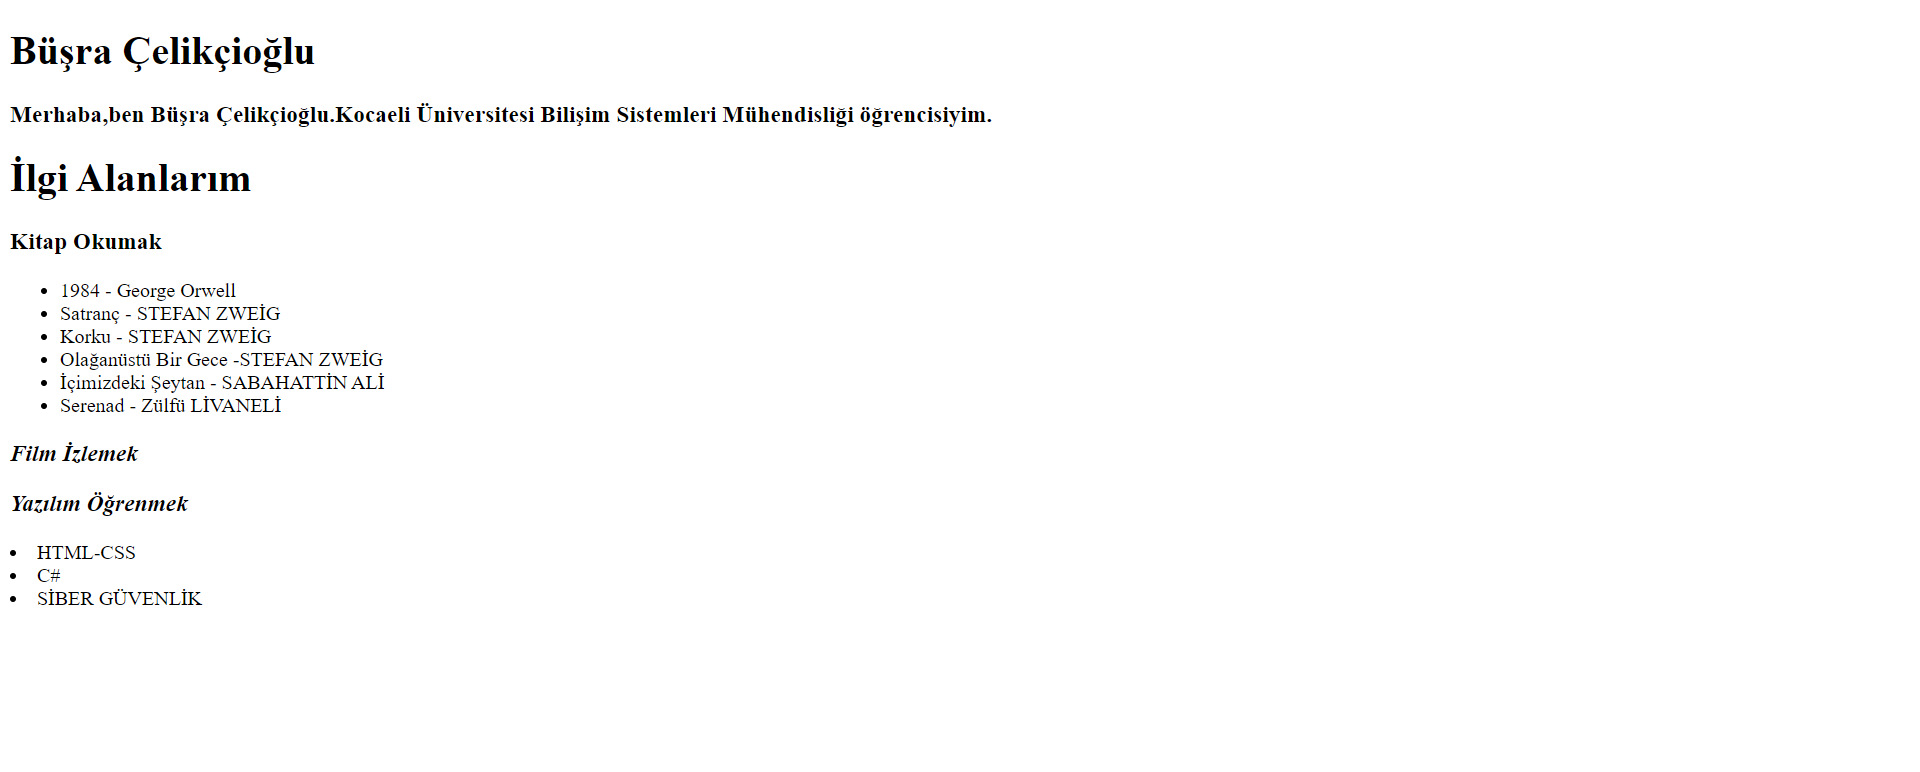 Büşra Çelikçioğlu
Merhaba,ben Büşra Çelikçioğlu.Kocaeli Üniversitesi Bilişim Sistemleri Mühendisliği öğrencisiyim.
İlgi Alanlarım
Kitap Okumak
• 1984 - George Orwell
• Satranç - STEFAN ZWEİG
• Korku - STEFAN ZWEİG
• Olağanüstü Bir Gece -STEFAN ZWEİG
• İçimizdeki Şeytan - SABAHATTİN ALİ
• Serenad - Zülfü LİVANELİ
Film İzlemek
Yazılım Öğrenmek
• HTML-CSS
• C#
• SİBER GÜVENLİK